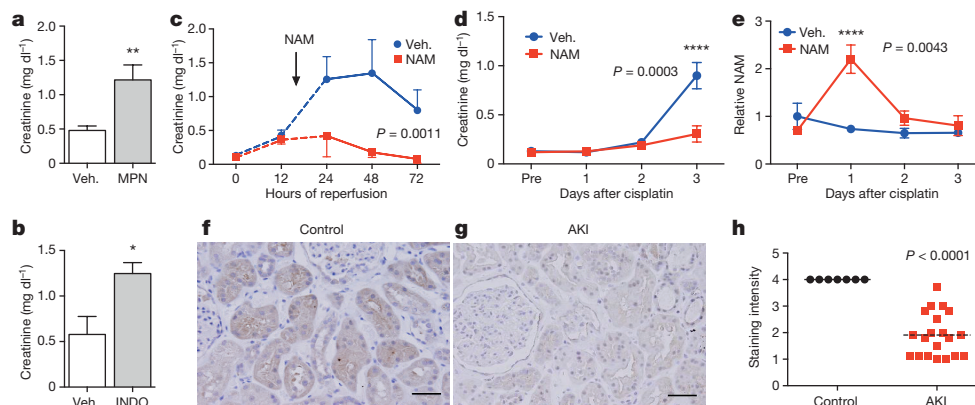 a
Creatinine (mg dl⁻¹)
2.0
1.5
1.0
0.5
0
**
Veh. MPN
b
Creatinine (mg dl⁻¹)
1.5
1.0
0.5
0
*
Veh. INDO
c
Creatinine (mg dl⁻¹)
2.0
1.5
1.0
0.5
0
NAM
Veh.
NAM
P = 0.0011
0 12 24 48 72
Hours of reperfusion
d
Creatinine (mg dl⁻¹)
1.5
1.0
0.5
0
Veh.
NAM
P = 0.0003
****
Pre 1 2 3
Days after cisplatin
e
Relative NAM
3
2
1
0
Veh.
NAM
****
P = 0.0043
Pre 1 2 3
Days after cisplatin
f
Control
g
AKI
h
Staining intensity
5
4
3
2
1
0
P < 0.0001
Control AKI